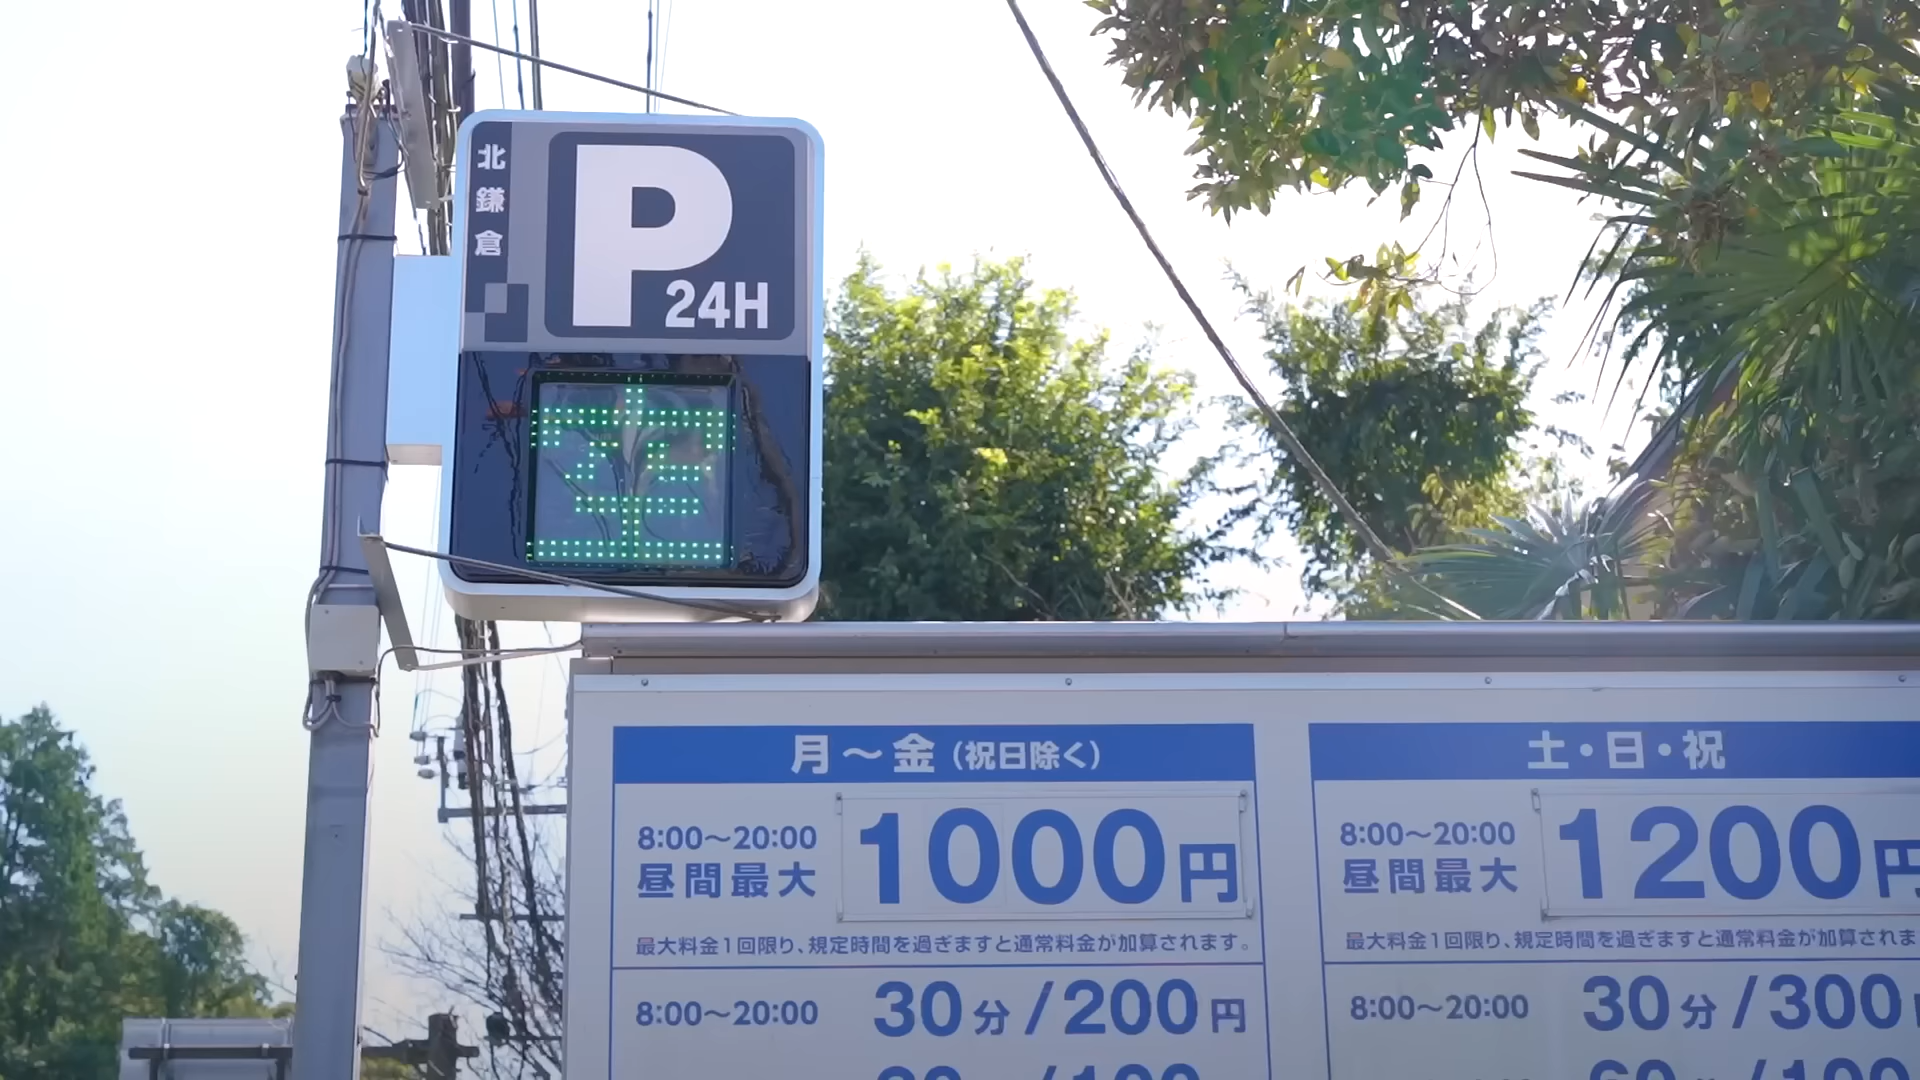 北鎌倉
P
24H
空
月～金（祝日除く）
8:00～20:00
昼間最大
1000円
最大料金1回限り、規定時間を過ぎますと通常料金が加算されます。
8:00～20:00
30分/200円
土・日・祝
8:00～20:00
昼間最大
1200円
最大料金1回限り、規定時間を過ぎますと通常料金が加算されま
8:00～20:00
30分/300